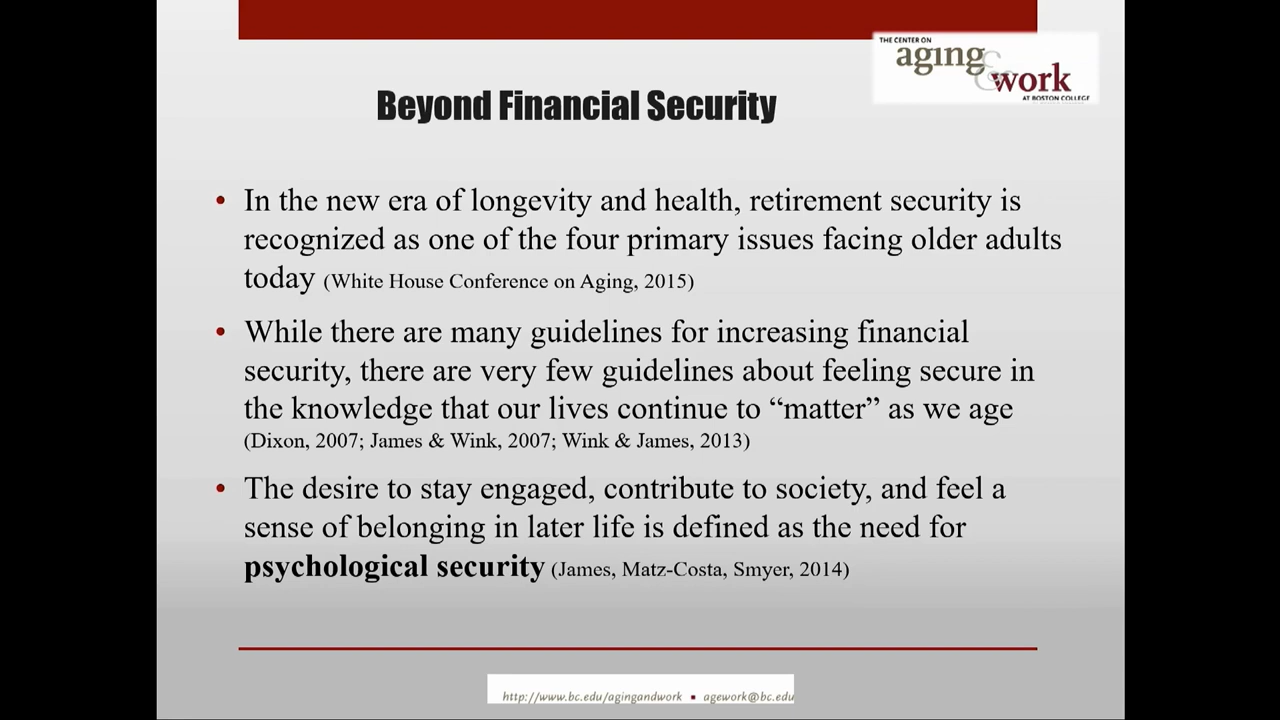 THE CENTER ON
aging
&work
AT BOSTON COLLEGE
Beyond Financial Security
• In the new era of longevity and health, retirement security is
recognized as one of the four primary issues facing older adults
today (White House Conference on Aging, 2015)
• While there are many guidelines for increasing financial
security, there are very few guidelines about feeling secure in
the knowledge that our lives continue to “matter” as we age
(Dixon, 2007; James & Wink, 2007; Wink & James, 2013)
• The desire to stay engaged, contribute to society, and feel a
sense of belonging in later life is defined as the need for
psychological security (James, Matz-Costa, Smyer, 2014)
http://www.bc.edu/agingandwork ▪ agework@bc.edu